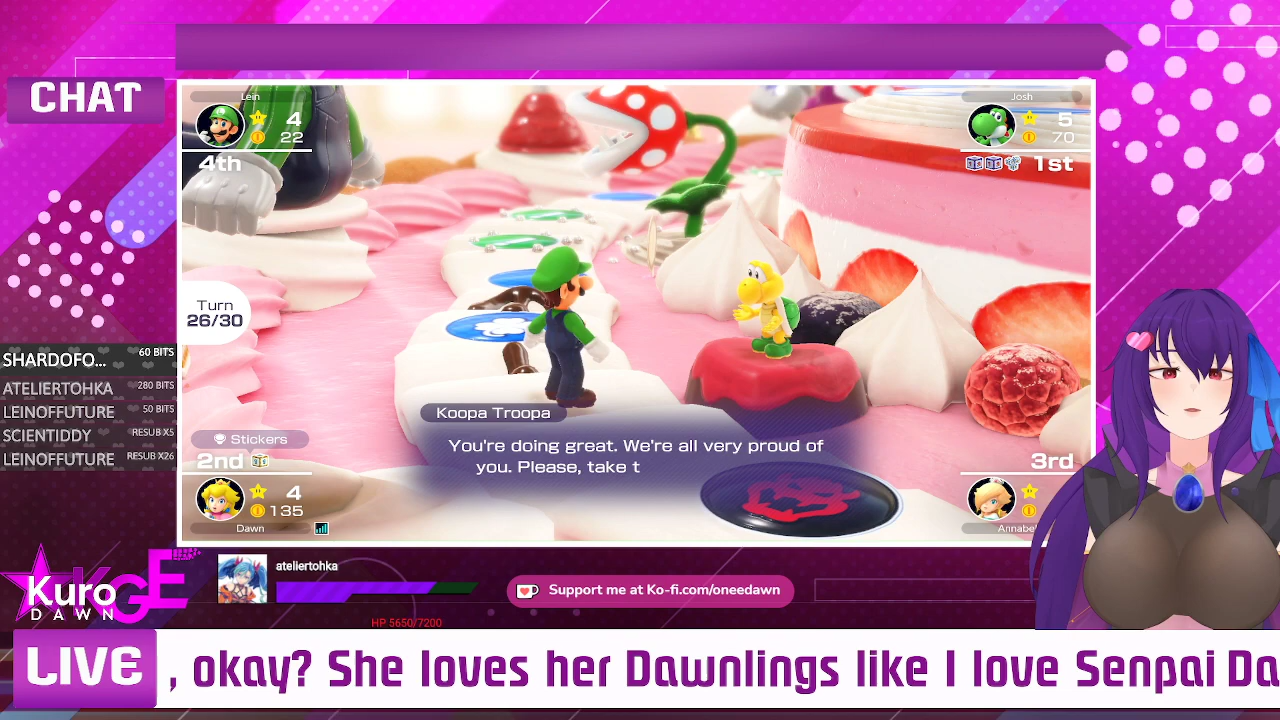 CHAT
Lein
4
22
4th
Josh
5
70
1st
Turn
26/30
SHARDOFO... 60 BITS
ATELIERTOHKA 280 BITS
LEINOFFUTURE 50 BITS
SCIENTIDDY RESUB X5
LEINOFFUTURE RESUB X26
Koopa Troopa
You're doing great. We're all very proud of
you. Please, take t
Stickers
2nd
4
135
Dawn
3rd
Annabe
ateliertohka
HP 5650/7200
Support me at Ko-fi.com/oneedawn
Kuro
DAWN
LIVE
, okay? She loves her Dawnlings like I love Senpai Da